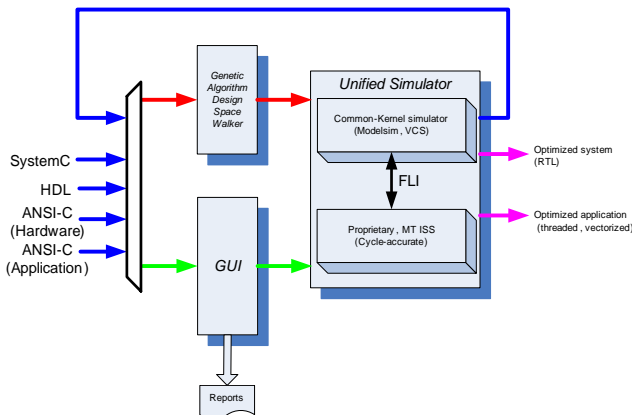 Genetic
Algorithm
Design
Space
Walker
Unified Simulator
Common-Kernel simulator
(Modelsim , VCS)
FLI
Proprietary , MT ISS
(Cycle-accurate)
Optimized system
(RTL)
Optimized application
(threaded , vectorized)
SystemC
HDL
ANSI-C
(Hardware)
ANSI-C
(Application)
GUI
Reports